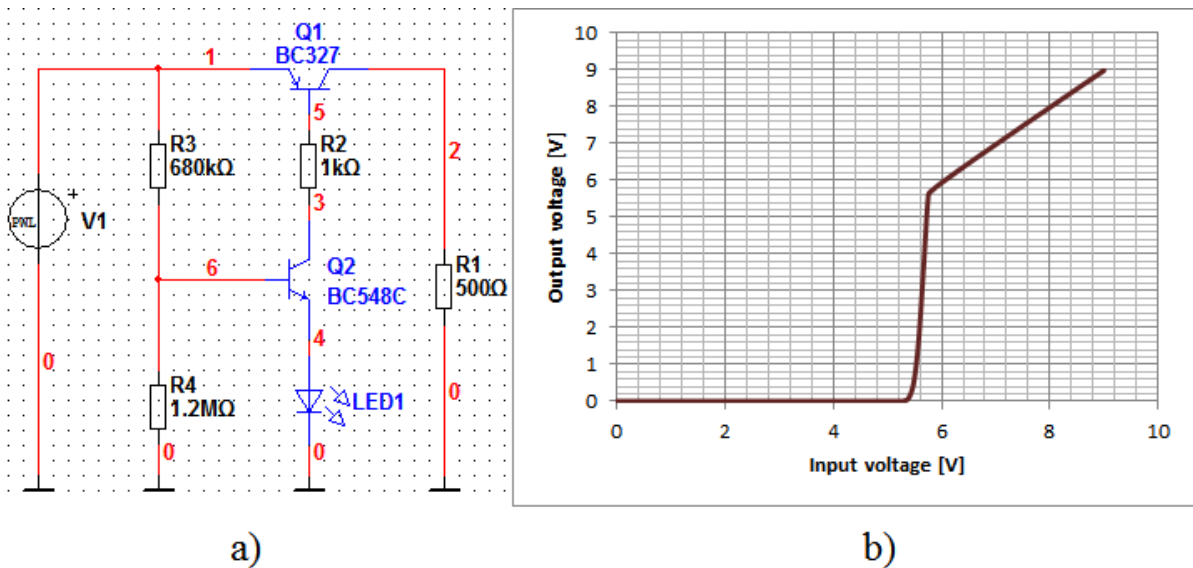 Q1
BC327
1
5
R3
680kΩ
R2
1kΩ
2
3
PWL
+
V1
6
Q2
BC548C
R1
500Ω
4
0
R4
1.2MΩ
LED1
0
0
0
a)
Output voltage [V]
10
9
8
7
6
5
4
3
2
1
0
0 2 4 6 8 10
Input voltage [V]
b)